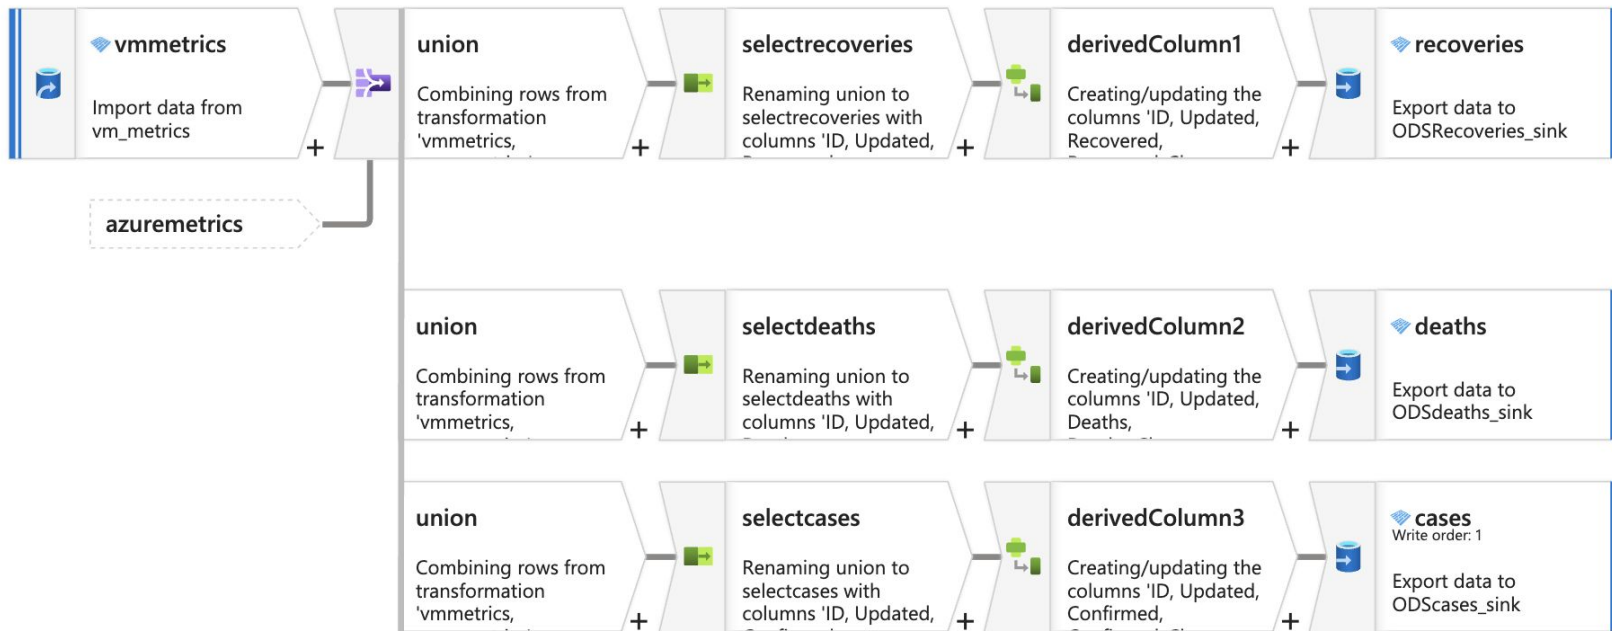 vmmetrics
Import data from
vm_metrics
+
azuremetrics
union
Combining rows from
transformation
'vmmetrics,
+
selectrecoveries
Renaming union to
selectrecoveries with
columns 'ID, Updated,
+
derivedColumn1
Creating/updating the
columns 'ID, Updated,
Recovered,
+
recoveries
Export data to
ODSRecoveries_sink
union
Combining rows from
transformation
'vmmetrics,
+
selectdeaths
Renaming union to
selectdeaths with
columns 'ID, Updated,
+
derivedColumn2
Creating/updating the
columns 'ID, Updated,
Deaths,
+
deaths
Export data to
ODSdeaths_sink
union
Combining rows from
transformation
'vmmetrics,
+
selectcases
Renaming union to
selectcases with
columns 'ID, Updated,
+
derivedColumn3
Creating/updating the
columns 'ID, Updated,
Confirmed,
+
cases
Write order: 1
Export data to
ODScases_sink